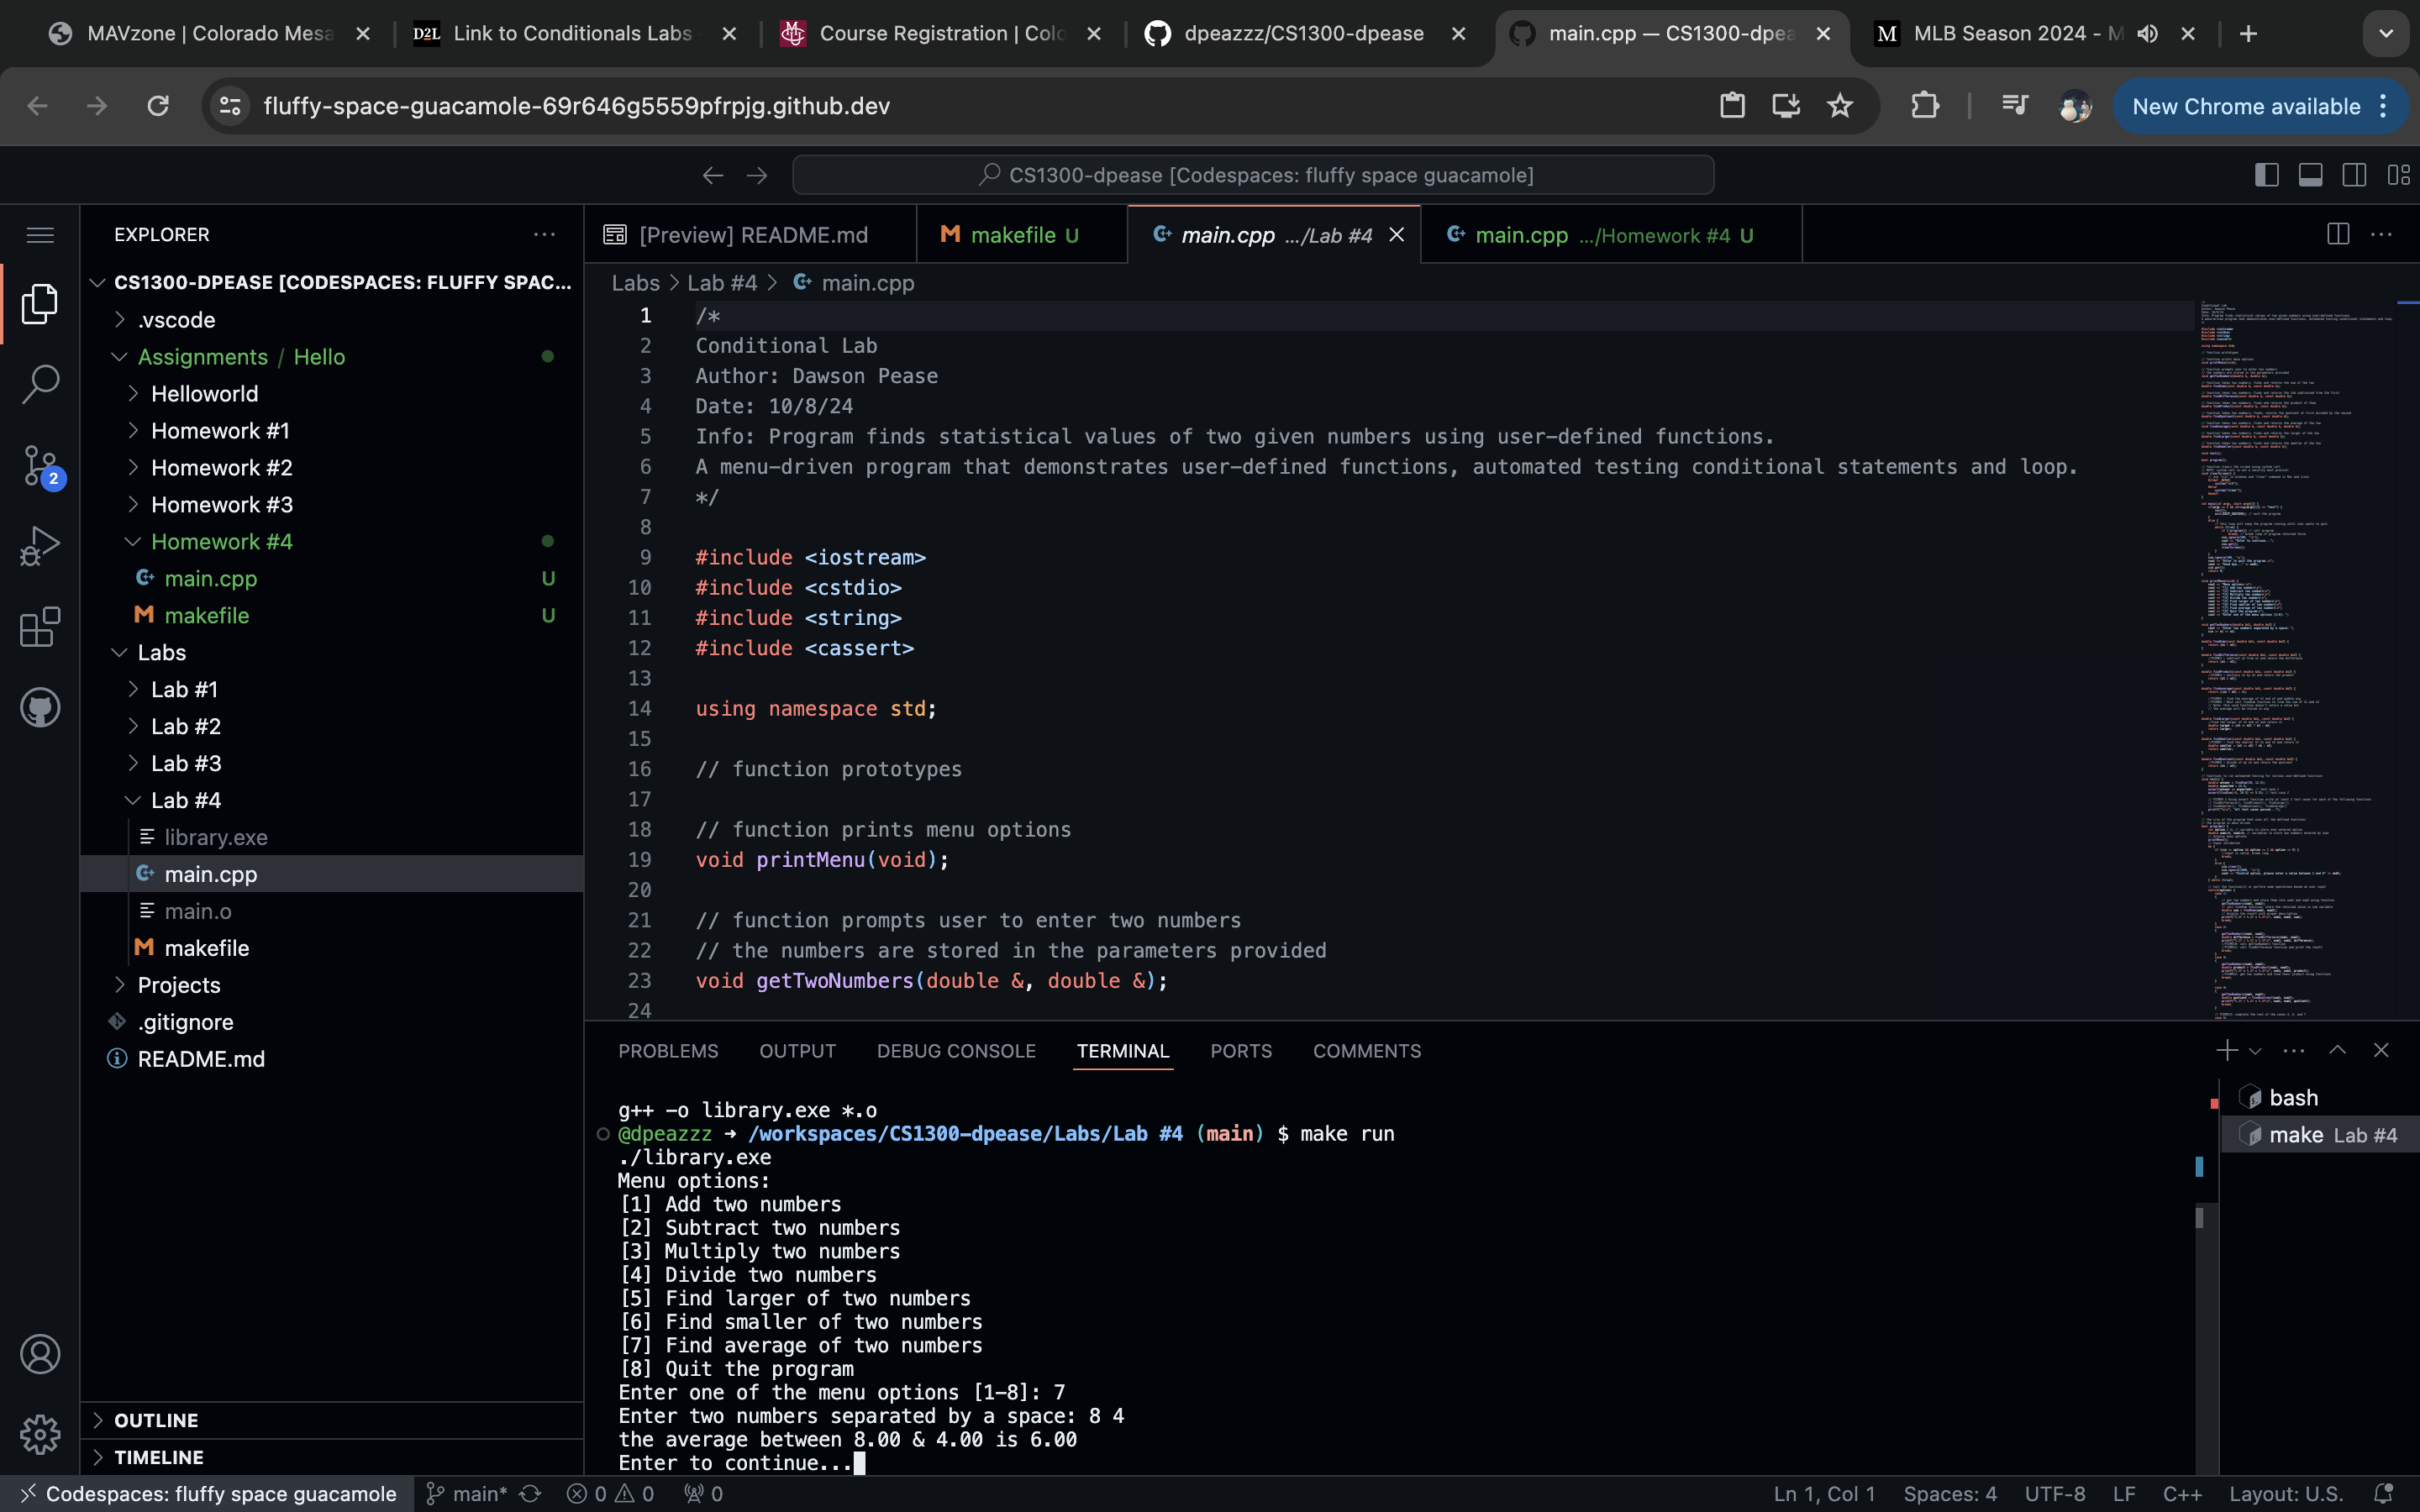 MAVzone | Colorado Mesa
D2L Link to Conditionals Labs
Course Registration | Colo
dpeazzz/CS1300-dpease
main.cpp — CS1300-dpea
M MLB Season 2024 - M
fluffy-space-guacamole-69r646g5559pfrpjg.github.dev
New Chrome available
CS1300-dpease [Codespaces: fluffy space guacamole]
EXPLORER
CS1300-DPEASE [CODESPACES: FLUFFY SPAC...
.vscode
Assignments / Hello
Helloworld
Homework #1
Homework #2
Homework #3
Homework #4
main.cpp U
makefile U
Labs
Lab #1
Lab #2
Lab #3
Lab #4
library.exe
main.cpp
main.o
makefile
Projects
.gitignore
README.md
OUTLINE
TIMELINE
2
[Preview] README.md
makefile U
main.cpp .../Lab #4
main.cpp .../Homework #4 U
Labs > Lab #4 > main.cpp
1 /*
2 Conditional Lab
3 Author: Dawson Pease
4 Date: 10/8/24
5 Info: Program finds statistical values of two given numbers using user-defined functions.
6 A menu-driven program that demonstrates user-defined functions, automated testing conditional statements and loop.
7 */
8
9 #include <iostream>
10 #include <cstdio>
11 #include <string>
12 #include <cassert>
13
14 using namespace std;
15
16 // function prototypes
17
18 // function prints menu options
19 void printMenu(void);
20
21 // function prompts user to enter two numbers
22 // the numbers are stored in the parameters provided
23 void getTwoNumbers(double &, double &);
24
PROBLEMS OUTPUT DEBUG CONSOLE TERMINAL PORTS COMMENTS
g++ -o library.exe *.o
@dpeazzz ➜ /workspaces/CS1300-dpease/Labs/Lab #4 (main) $ make run
./library.exe
Menu options:
[1] Add two numbers
[2] Subtract two numbers
[3] Multiply two numbers
[4] Divide two numbers
[5] Find larger of two numbers
[6] Find smaller of two numbers
[7] Find average of two numbers
[8] Quit the program
Enter one of the menu options [1-8]: 7
Enter two numbers separated by a space: 8 4
the average between 8.00 & 4.00 is 6.00
Enter to continue...
bash
make Lab #4
Codespaces: fluffy space guacamole main* 0 0 0
Ln 1, Col 1 Spaces: 4 UTF-8 LF C++ Layout: U.S.